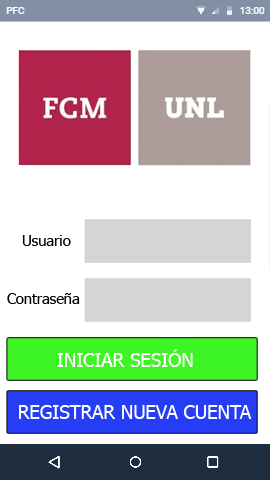 PFC 13:00
FCM UNL
Usuario
Contraseña
INICIAR SESIÓN
REGISTRAR NUEVA CUENTA